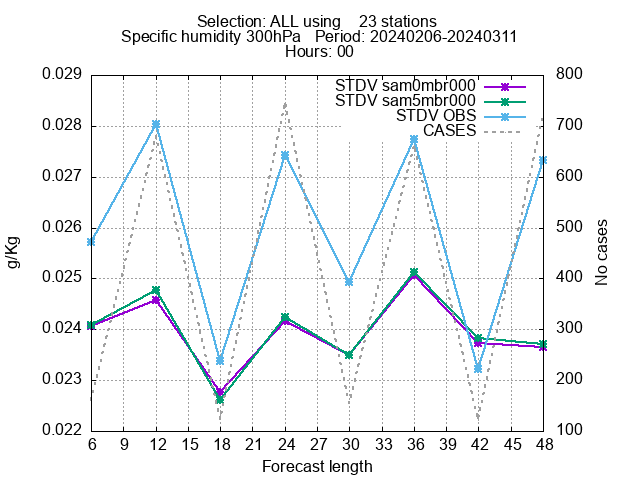 Selection: ALL using    23 stations
Specific humidity 300hPa   Period: 20240206-20240311
Hours: 00
STDV sam0mbr000
STDV sam5mbr000
STDV OBS
CASES
0.029
0.028
0.027
0.026
0.025
0.024
0.023
0.022
g/Kg
800
700
600
500
400
300
200
100
No cases
6 9 12 15 18 21 24 27 30 33 36 39 42 45 48
Forecast length